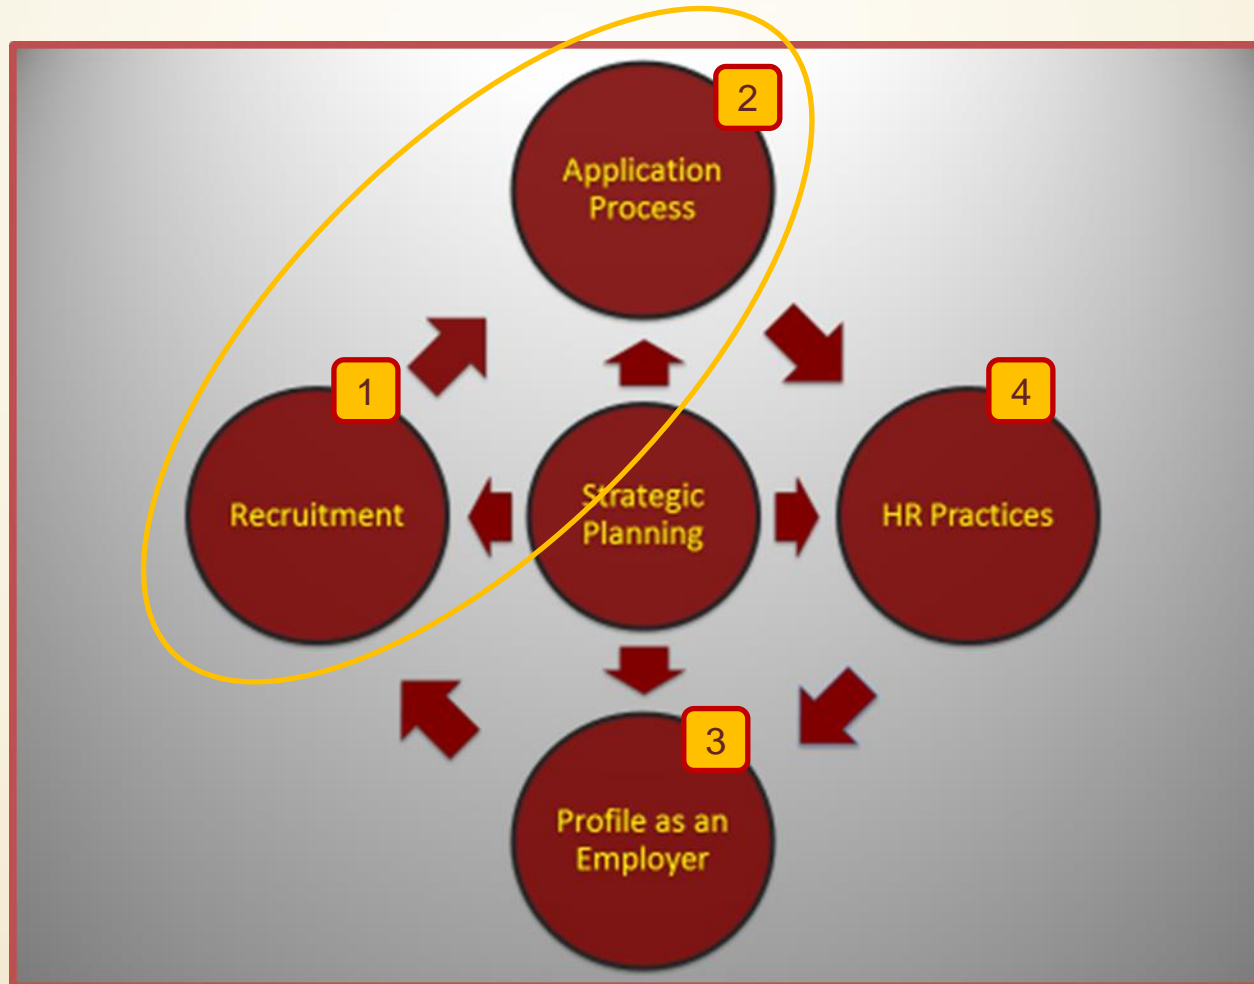 2
Application
Process
1
Recruitment
Strategic
Planning
4
HR Practices
3
Profile as an
Employer